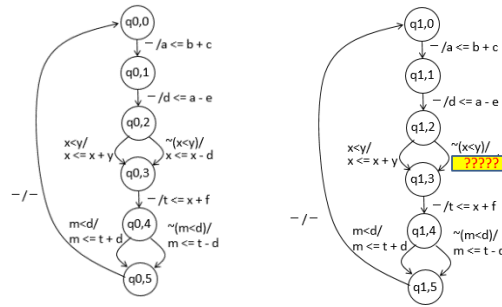 q0,0
−/a <= b + c
q0,1
−/d <= a - e
q0,2
x<y/
x <= x + y
~(x<y)/
x <= x - d
q0,3
−/t <= x + f
q0,4
m<d/
m <= t + d
~(m<d)/
m <= t - d
q0,5
−/−
q1,0
−/a <= b + c
q1,1
−/d <= a - e
q1,2
x<y/
x <= x + y
~(x<y)/
?????
q1,3
−/t <= x + f
q1,4
m<d/
m <= t + d
~(m<d)/
m <= t - d
q1,5
−/−